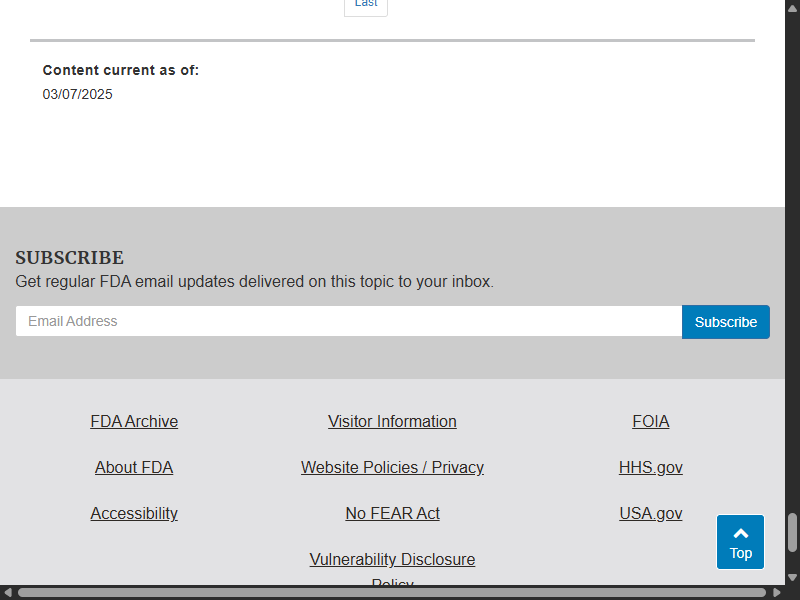 Last
Content current as of:
03/07/2025
SUBSCRIBE
Get regular FDA email updates delivered on this topic to your inbox.
Email Address
Subscribe
FDA Archive
Visitor Information
FOIA
About FDA
Website Policies / Privacy
HHS.gov
Accessibility
No FEAR Act
USA.gov
Vulnerability Disclosure
Policy
Top